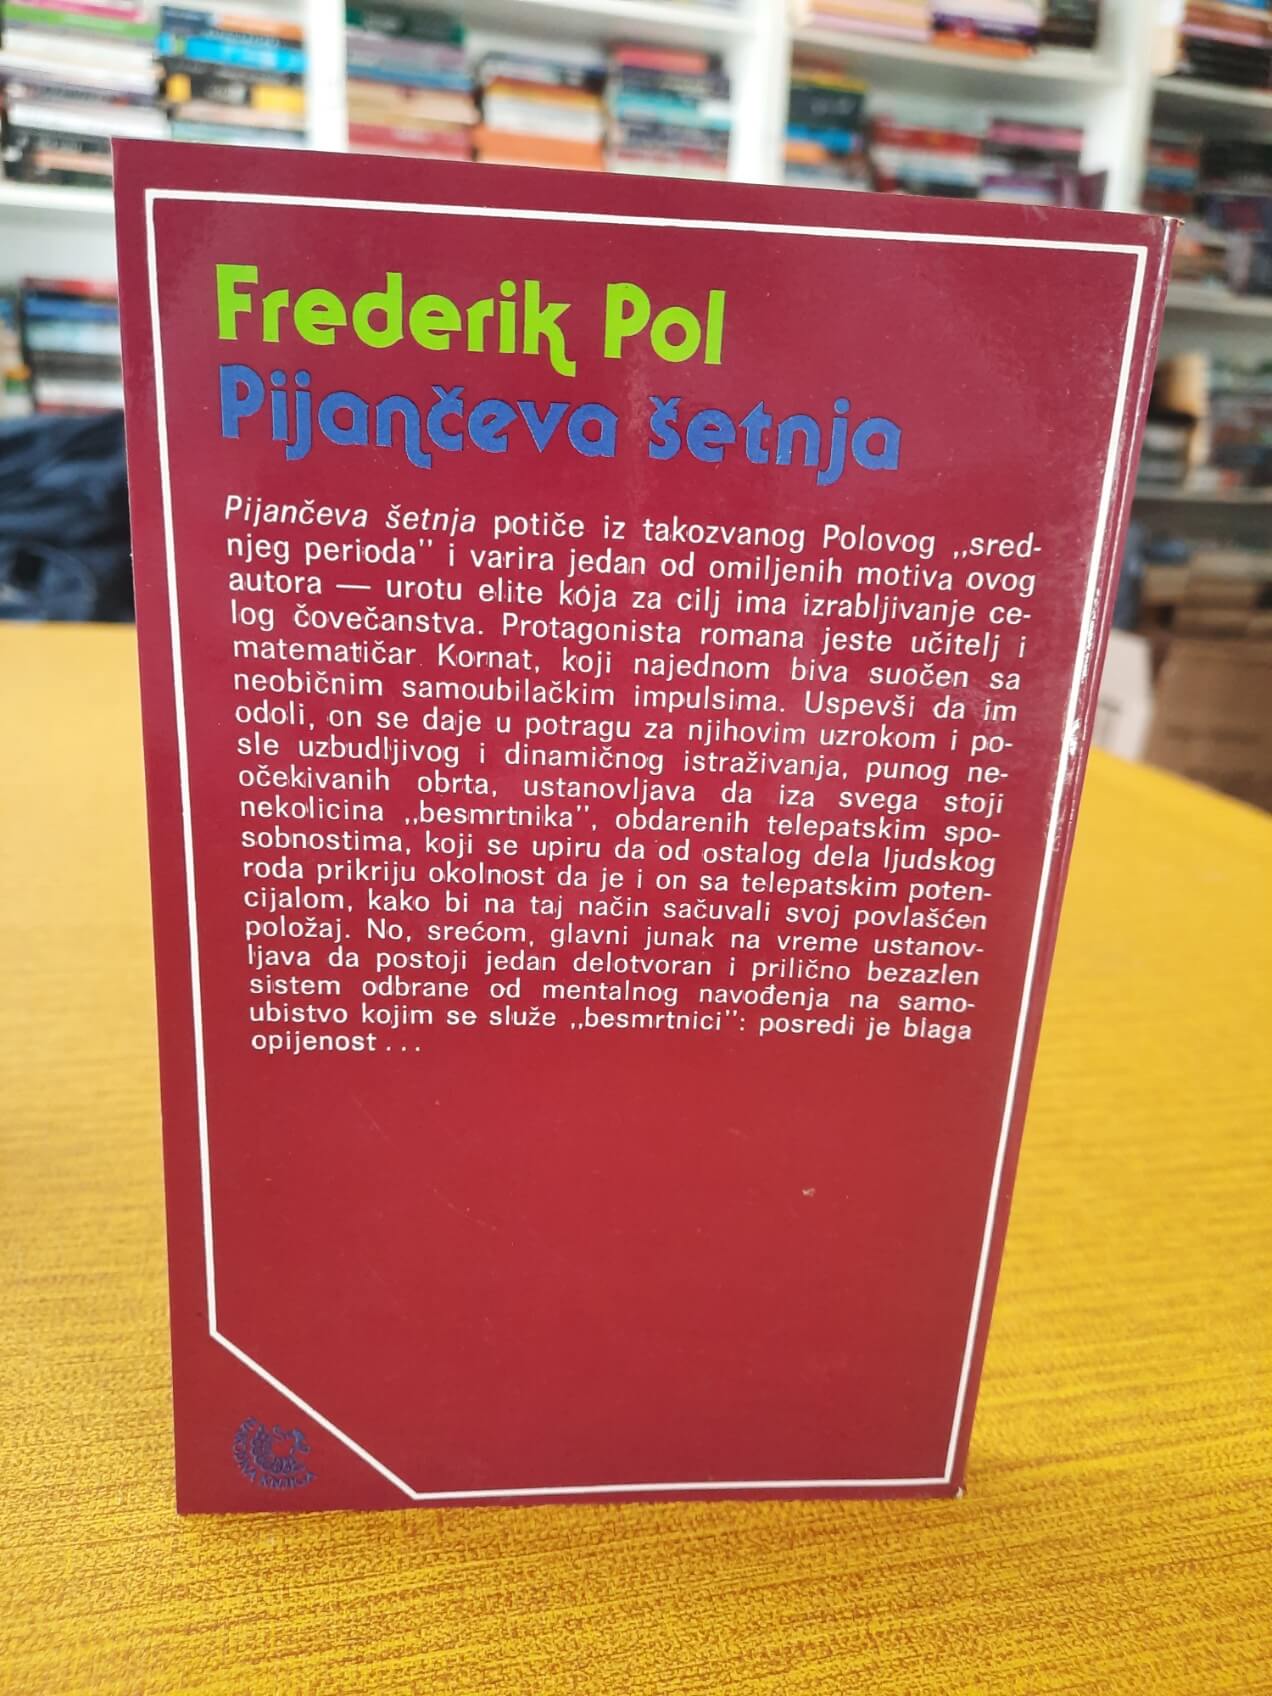 Frederik Pol
Pijančeva šetnja
Pijančeva šetnja potiče iz takozvanog Polovog „sred-
njeg perioda” i varira jedan od omiljenih motiva ovog
autora — urotu elite koja za cilj ima izrabljivanje ce-
log čovečanstva. Protagonista romana jeste učitelj i
matematičar Kornat, koji najednom biva suočen sa
neobičnim samoubilačkim impulsima. Uspevši da im
odoli, on se daje u potragu za njihovim uzrokom i po-
sle uzbudljivog i dinamičnog istraživanja, punog ne-
očekivanih obrta, ustanovljava da iza svega stoji
nekolicina „besmrtnika”, obdarenih telepatskim spo-
sobnostima, koji se upiru da od ostalog dela ljudskog
roda prikriju okolnost da je i on sa telepatskim poten-
cijalom, kako bi na taj način sačuvali svoj povlašćen
položaj. No, srećom, glavni junak na vreme ustanov-
ljava da postoji jedan delotvoran i prilično bezazlen
sistem odbrane od mentalnog navođenja na samo-
ubistvo kojim se služe „besmrtnici”: posredi je blaga
opijenost...
NARODNA KNJIGA